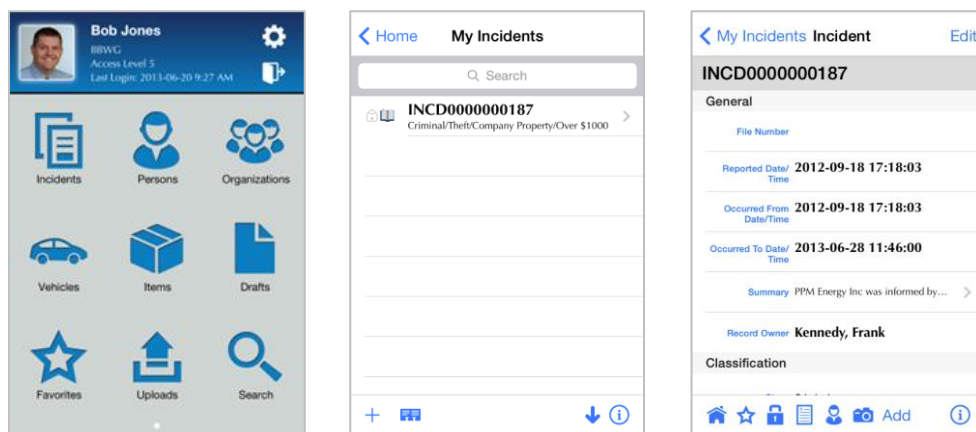 Bob Jones
BBWG
Access Level 5
Last Login: 2013-06-20 9:27 AM
Incidents
Persons
Organizations
Vehicles
Items
Drafts
Favorites
Uploads
Search
Home
My Incidents
Search
INCD0000000187
Criminal/Theft/Company Property/Over $1000
My Incidents
Incident
Edit
INCD0000000187
General
File Number
Reported Date/
Time
2012-09-18 17:18:03
Occurred From
Date/Time
2012-09-18 17:18:03
Occurred To Date/
Time
2013-06-28 11:46:00
Summary
PPM Energy Inc was informed by...
Record Owner
Kennedy, Frank
Classification
Add